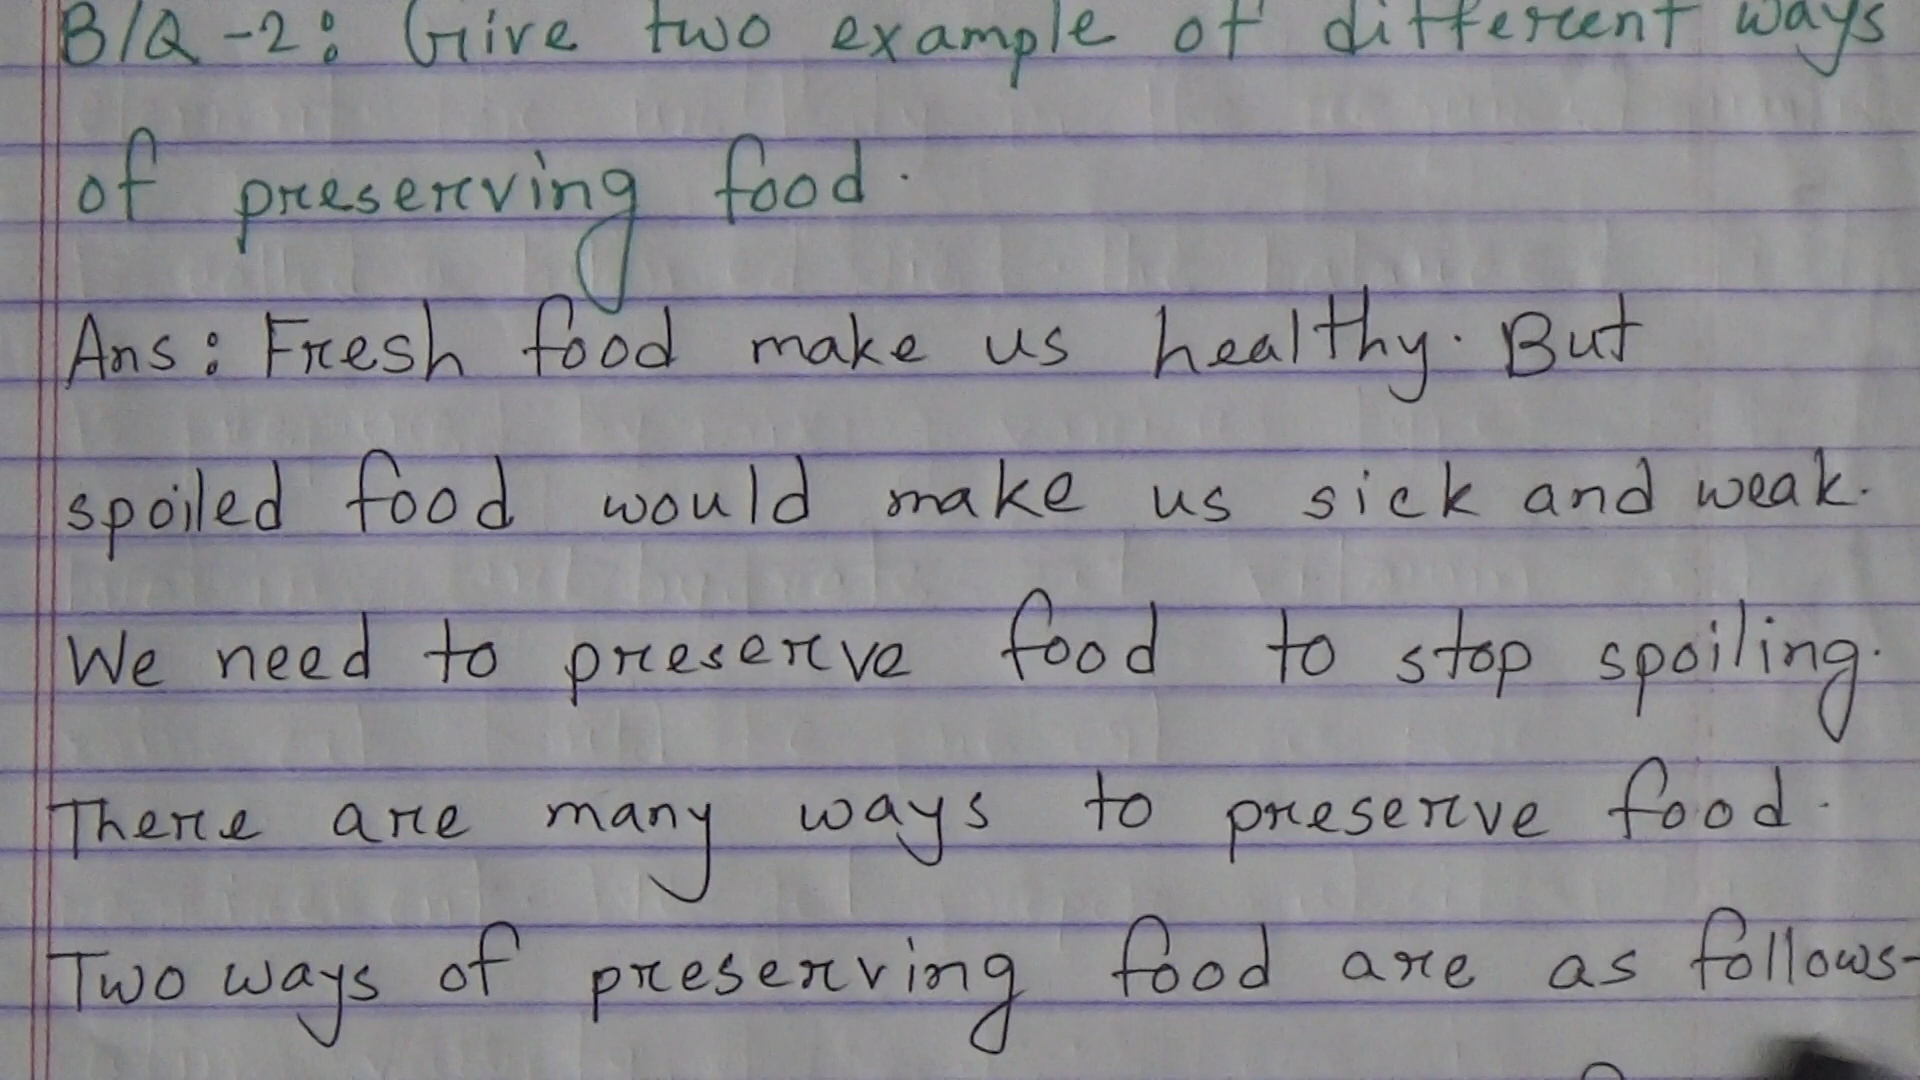 B/Q-2: Give two example of different ways
of preserving food.
Ans: Fresh food make us healthy. But
spoiled food would make us sick and weak.
We need to preserve food to stop spoiling.
There are many ways to preserve food.
Two ways of preserving food are as follows-